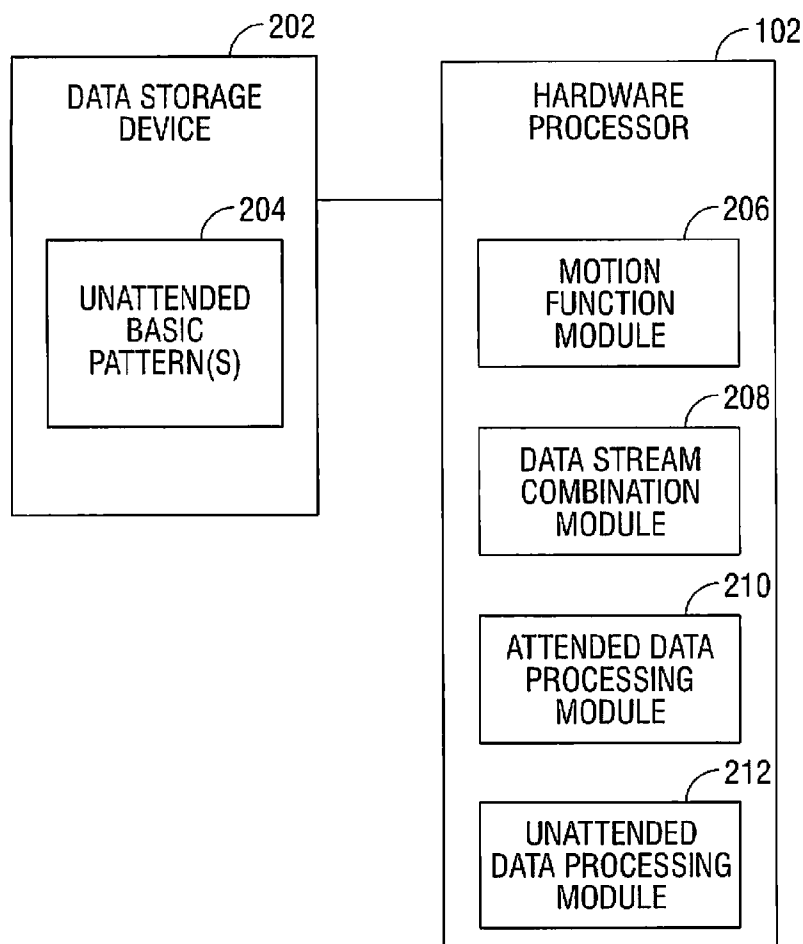 202
DATA STORAGE
DEVICE
204
UNATTENDED
BASIC
PATTERN(S)
102
HARDWARE
PROCESSOR
206
MOTION
FUNCTION
MODULE
208
DATA STREAM
COMBINATION
MODULE
210
ATTENDED DATA
PROCESSING
MODULE
212
UNATTENDED
DATA PROCESSING
MODULE